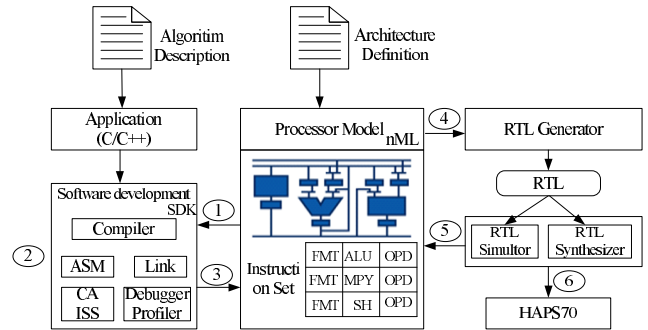 Algoritim
Description
Architecture
Definition
Application
(C/C++)
Processor Model
nML
4
RTL Generator
RTL
Software development
SDK
1
Compiler
2
ASM
Link
3
CA
ISS
Debugger
Profiler
Instructi
on Set
FMT ALU OPD
FMT MPY OPD
FMT SH OPD
5
RTL
Simultor
RTL
Synthesizer
6
HAPS70